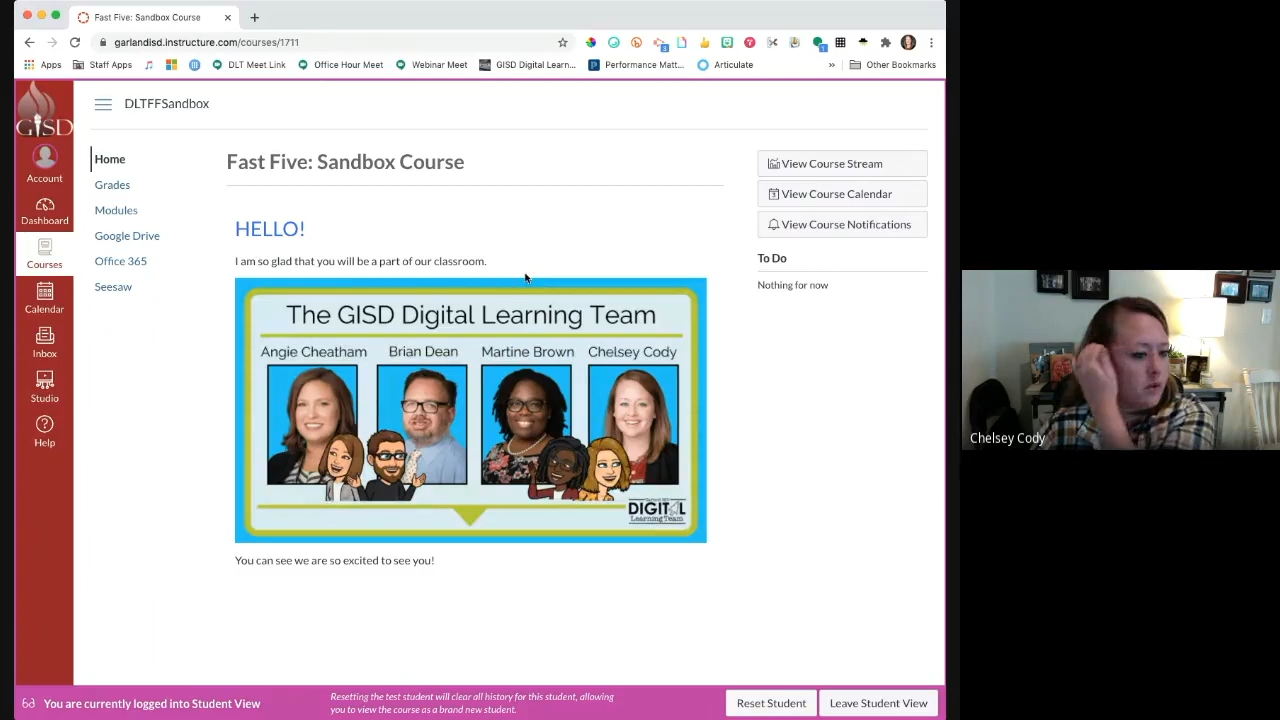 Fast Five: Sandbox Course
garlandisd.instructure.com/courses/1711
Apps
Staff Apps
DLT Meet Link
Office Hour Meet
Webinar Meet
GISD Digital Learn...
Performance Matt...
Articulate
»
Other Bookmarks
GISD
DLTFFSandbox
Account
Dashboard
Courses
Calendar
Inbox
Studio
Help
Home
Grades
Modules
Google Drive
Office 365
Seesaw
Fast Five: Sandbox Course
HELLO!
I am so glad that you will be a part of our classroom.
The GISD Digital Learning Team
Angie Cheatham
Brian Dean
Martine Brown
Chelsey Cody
DIGITAL
Learning Team
You can see we are so excited to see you!
View Course Stream
View Course Calendar
View Course Notifications
To Do
Nothing for now
Chelsey Cody
You are currently logged into Student View
Resetting the test student will clear all history for this student, allowing
you to view the course as a brand new student.
Reset Student
Leave Student View